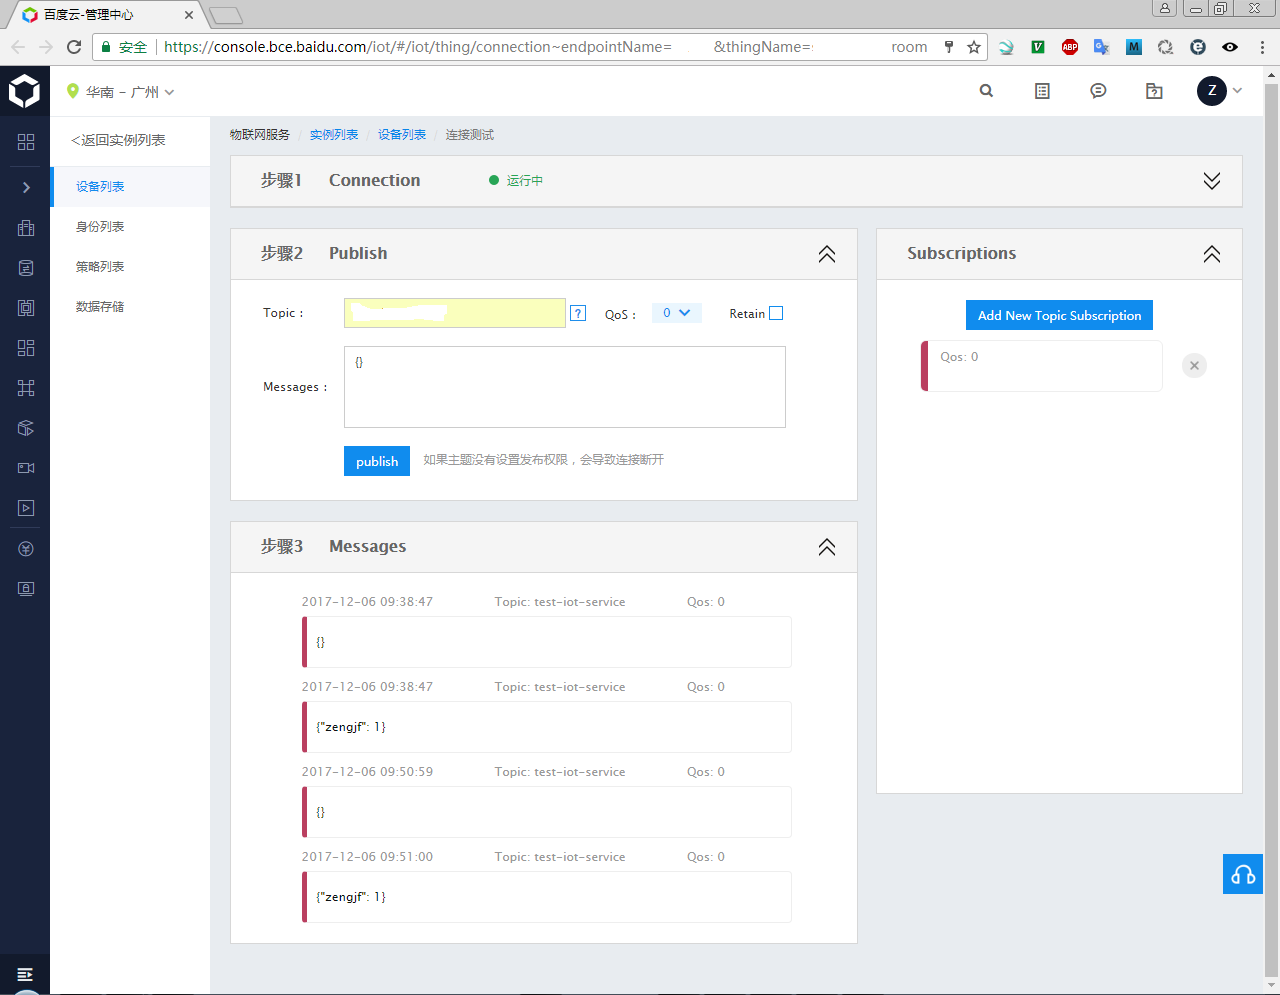 百度云-管理中心
安全 https://console.bce.baidu.com/iot/#/iot/thing/connection~endpointName= &thingName= room
华南 - 广州
Z
<返回实例列表
设备列表
身份列表
策略列表
数据存储
物联网服务 / 实例列表 / 设备列表 / 连接测试
步骤1 Connection 运行中
步骤2 Publish
Topic : ? QoS : 0 Retain
Messages : {}
publish 如果主题没有设置发布权限，会导致连接断开
Subscriptions
Add New Topic Subscription
Qos: 0
步骤3 Messages
2017-12-06 09:38:47 Topic: test-iot-service Qos: 0
{}
2017-12-06 09:38:47 Topic: test-iot-service Qos: 0
{"zengjf": 1}
2017-12-06 09:50:59 Topic: test-iot-service Qos: 0
{}
2017-12-06 09:51:00 Topic: test-iot-service Qos: 0
{"zengjf": 1}